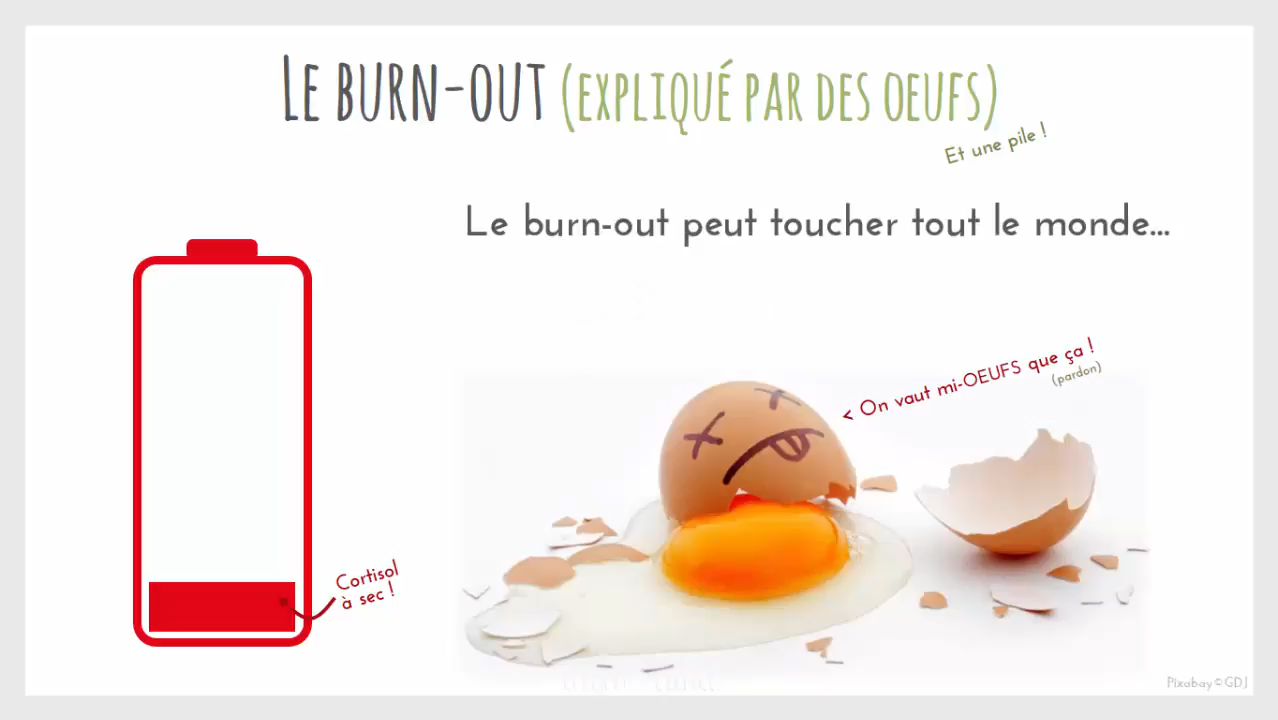 Le burn-out (expliqué par des oeufs)
Et une pile !
Le burn-out peut toucher tout le monde...
< On vaut mi-OEUFS que ça !
(pardon)
Cortisol
à sec !
Pixabay © GDJ